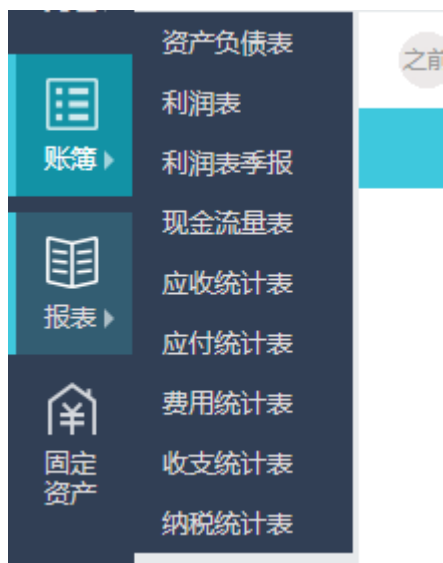 资产负债表
之前
利润表
账簿
利润表季报
现金流量表
应收统计表
报表
应付统计表
费用统计表
固定
资产
收支统计表
纳税统计表